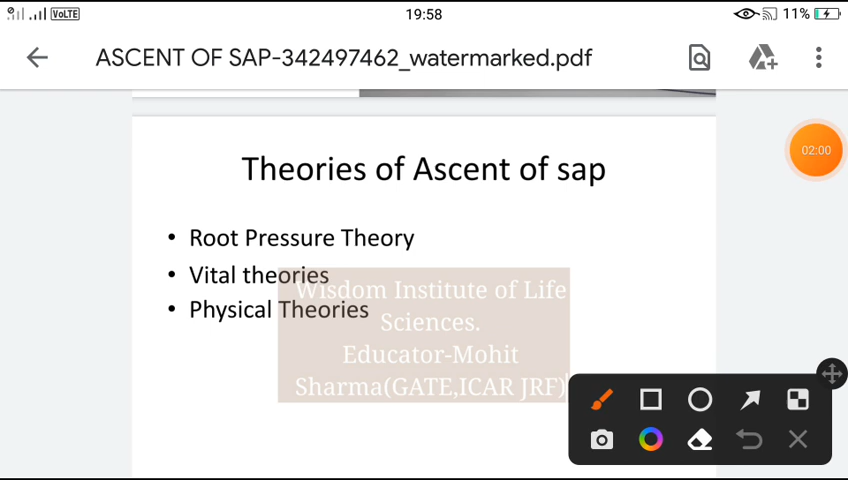 VoLTE
19:58
11%
ASCENT OF SAP-342497462_watermarked.pdf
02:00
Theories of Ascent of sap
• Root Pressure Theory
• Vital theories
• Physical Theories
Wisdom Institute of Life
Sciences.
Educator-Mohit
Sharma(GATE,ICAR JRF)